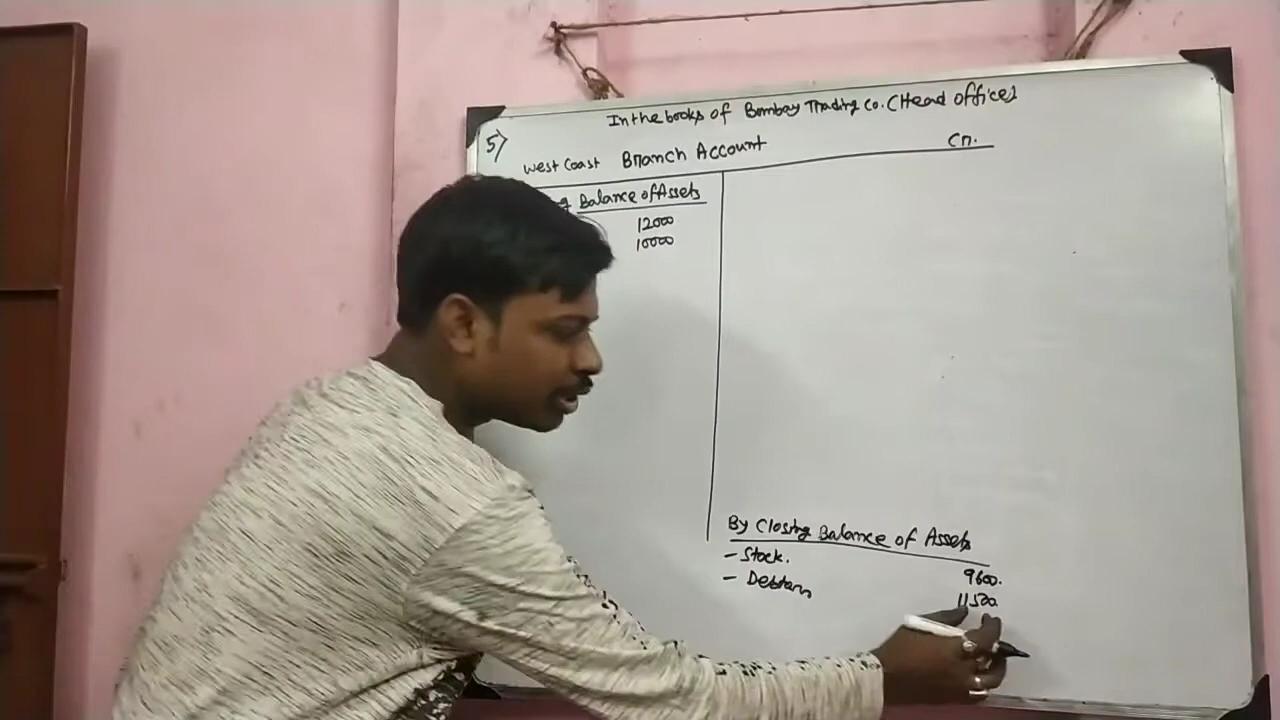 In the books of Bombay Trading Co. (Head office)
5)
West Coast Branch Account
Cr.
Balance of Assets
12000
10000
By Closing Balance of Assets
- Stock. 9600.
- Debtors 11500.